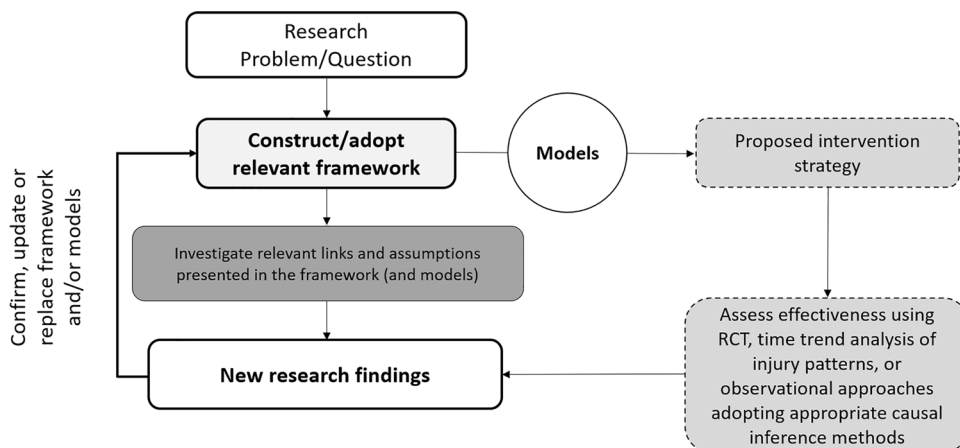 Research
Problem/Question
Construct/adopt
relevant framework
Models
Proposed intervention
strategy
Confirm, update or
replace framework
and/or models
Investigate relevant links and assumptions
presented in the framework (and models)
New research findings
Assess effectiveness using
RCT, time trend analysis of
injury patterns, or
observational approaches
adopting appropriate causal
inference methods